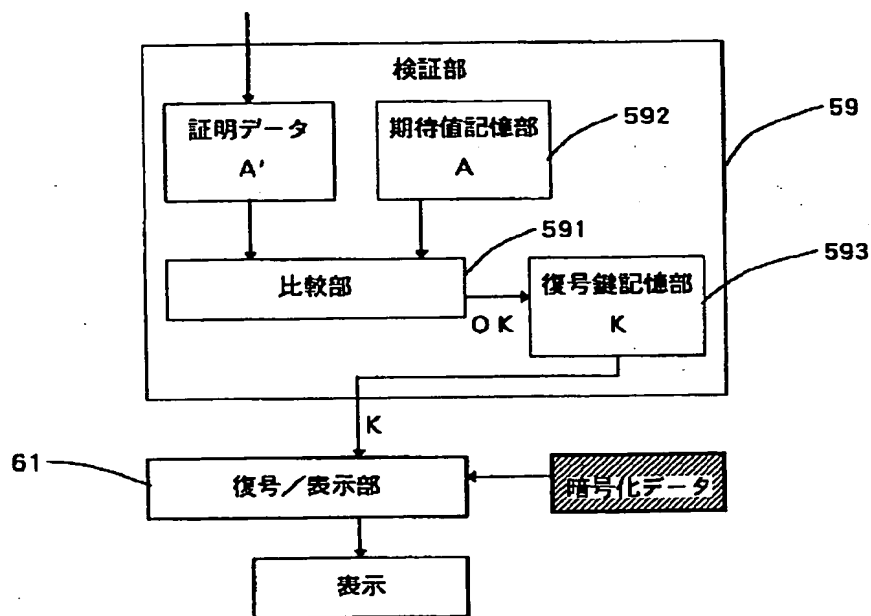 検証部
証明データ
A'
期待値記憶部
A
592
59
591
593
比較部
OK
復号鍵記憶部
K
K
61
復号/表示部
暗号化データ
表示